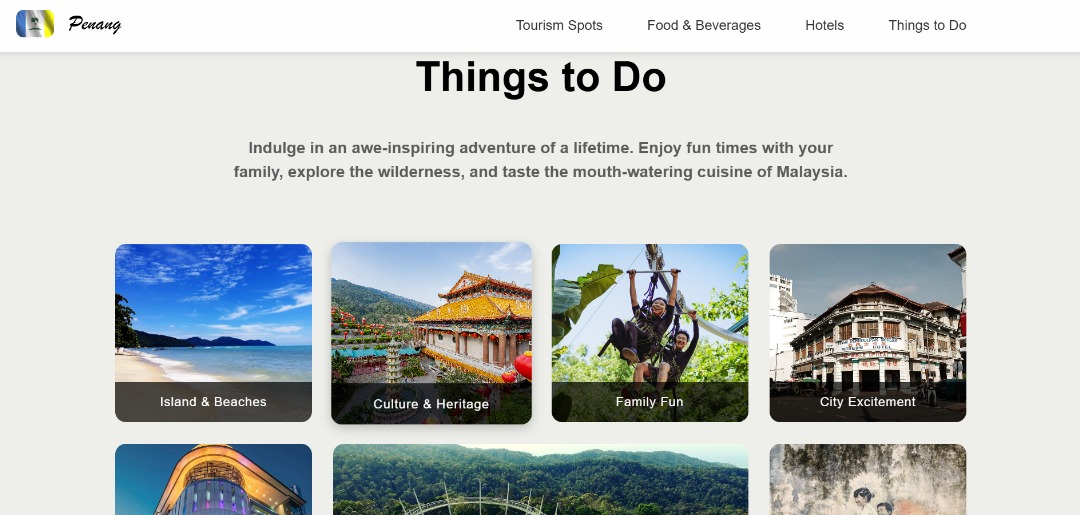 Penang
Tourism Spots
Food & Beverages
Hotels
Things to Do
Things to Do
Indulge in an awe-inspiring adventure of a lifetime. Enjoy fun times with your
family, explore the wilderness, and taste the mouth-watering cuisine of Malaysia.
Island & Beaches
Culture & Heritage
Family Fun
City Excitement